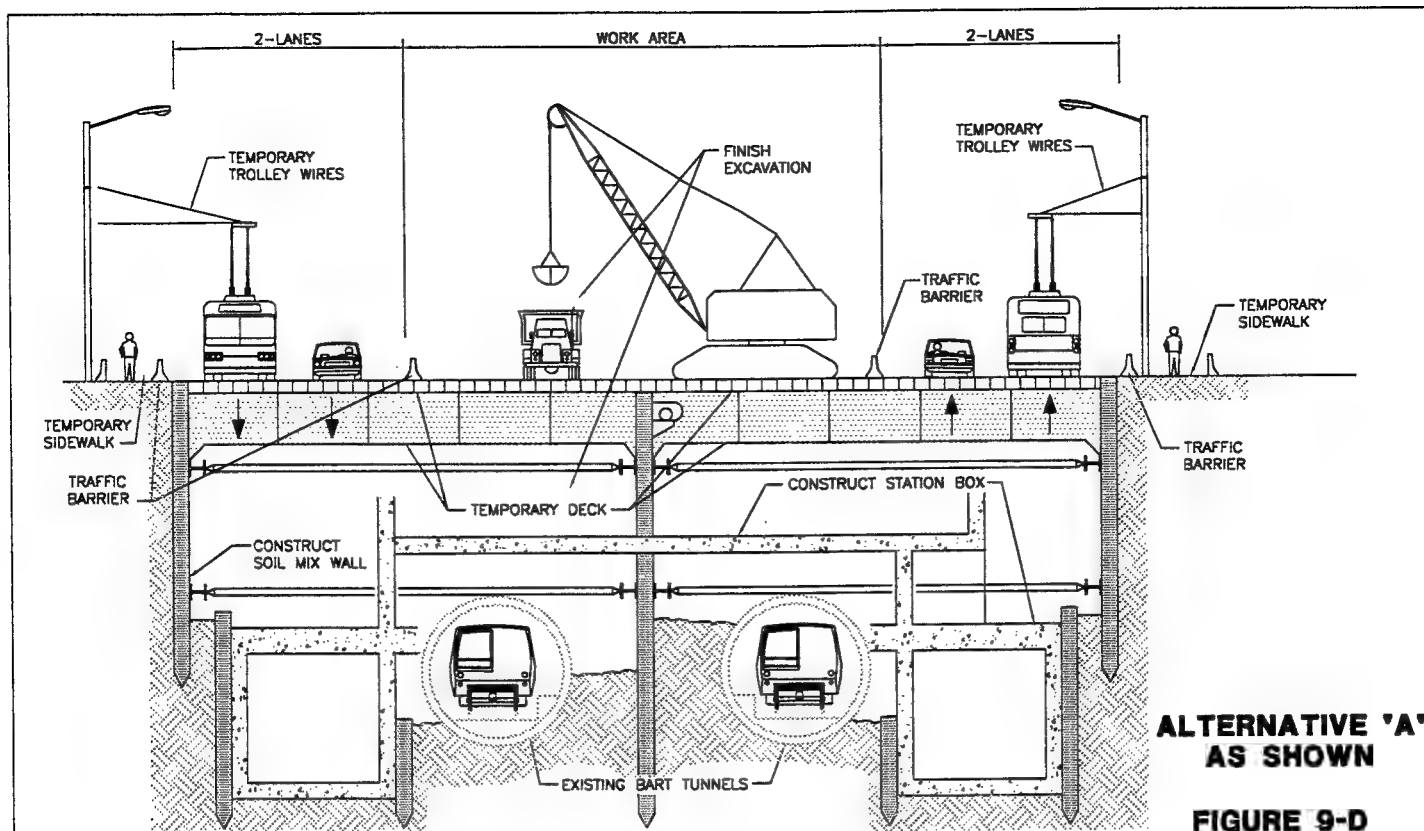 2-LANES
WORK AREA
2-LANES
TEMPORARY
TROLLEY WIRES
FINISH
EXCAVATION
TEMPORARY
TROLLEY WIRES
TRAFFIC
BARRIER
TEMPORARY
SIDEWALK
TEMPORARY
SIDEWALK
TRAFFIC
BARRIER
TRAFFIC
BARRIER
TEMPORARY DECK
CONSTRUCT STATION BOX
CONSTRUCT
SOIL MIX WALL
EXISTING BART TUNNELS
ALTERNATIVE 'A'
AS SHOWN
FIGURE 9-D